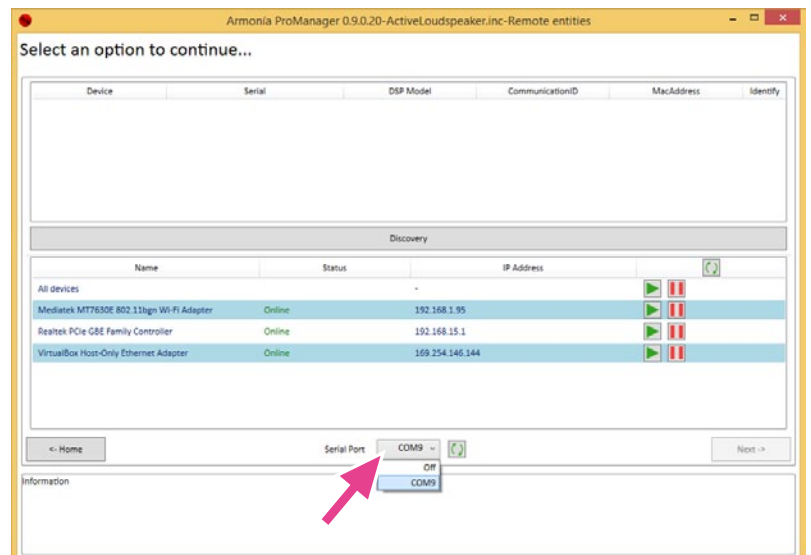 Armonía ProManager 0.9.0.20-ActiveLoudspeaker.inc-Remote entities
Select an option to continue...
Device Serial DSP Model CommunicationID MacAddress Identify
Discovery
Name Status IP Address
All devices -
Mediatek MT7630E 802.11bgn Wi-Fi Adapter Online 192.168.1.95
Realtek PCIe GBE Family Controller Online 192.168.15.1
VirtualBox Host-Only Ethernet Adapter Online 169.254.146.144
<- Home Serial Port COM9 Next ->
Off
COM9
Information